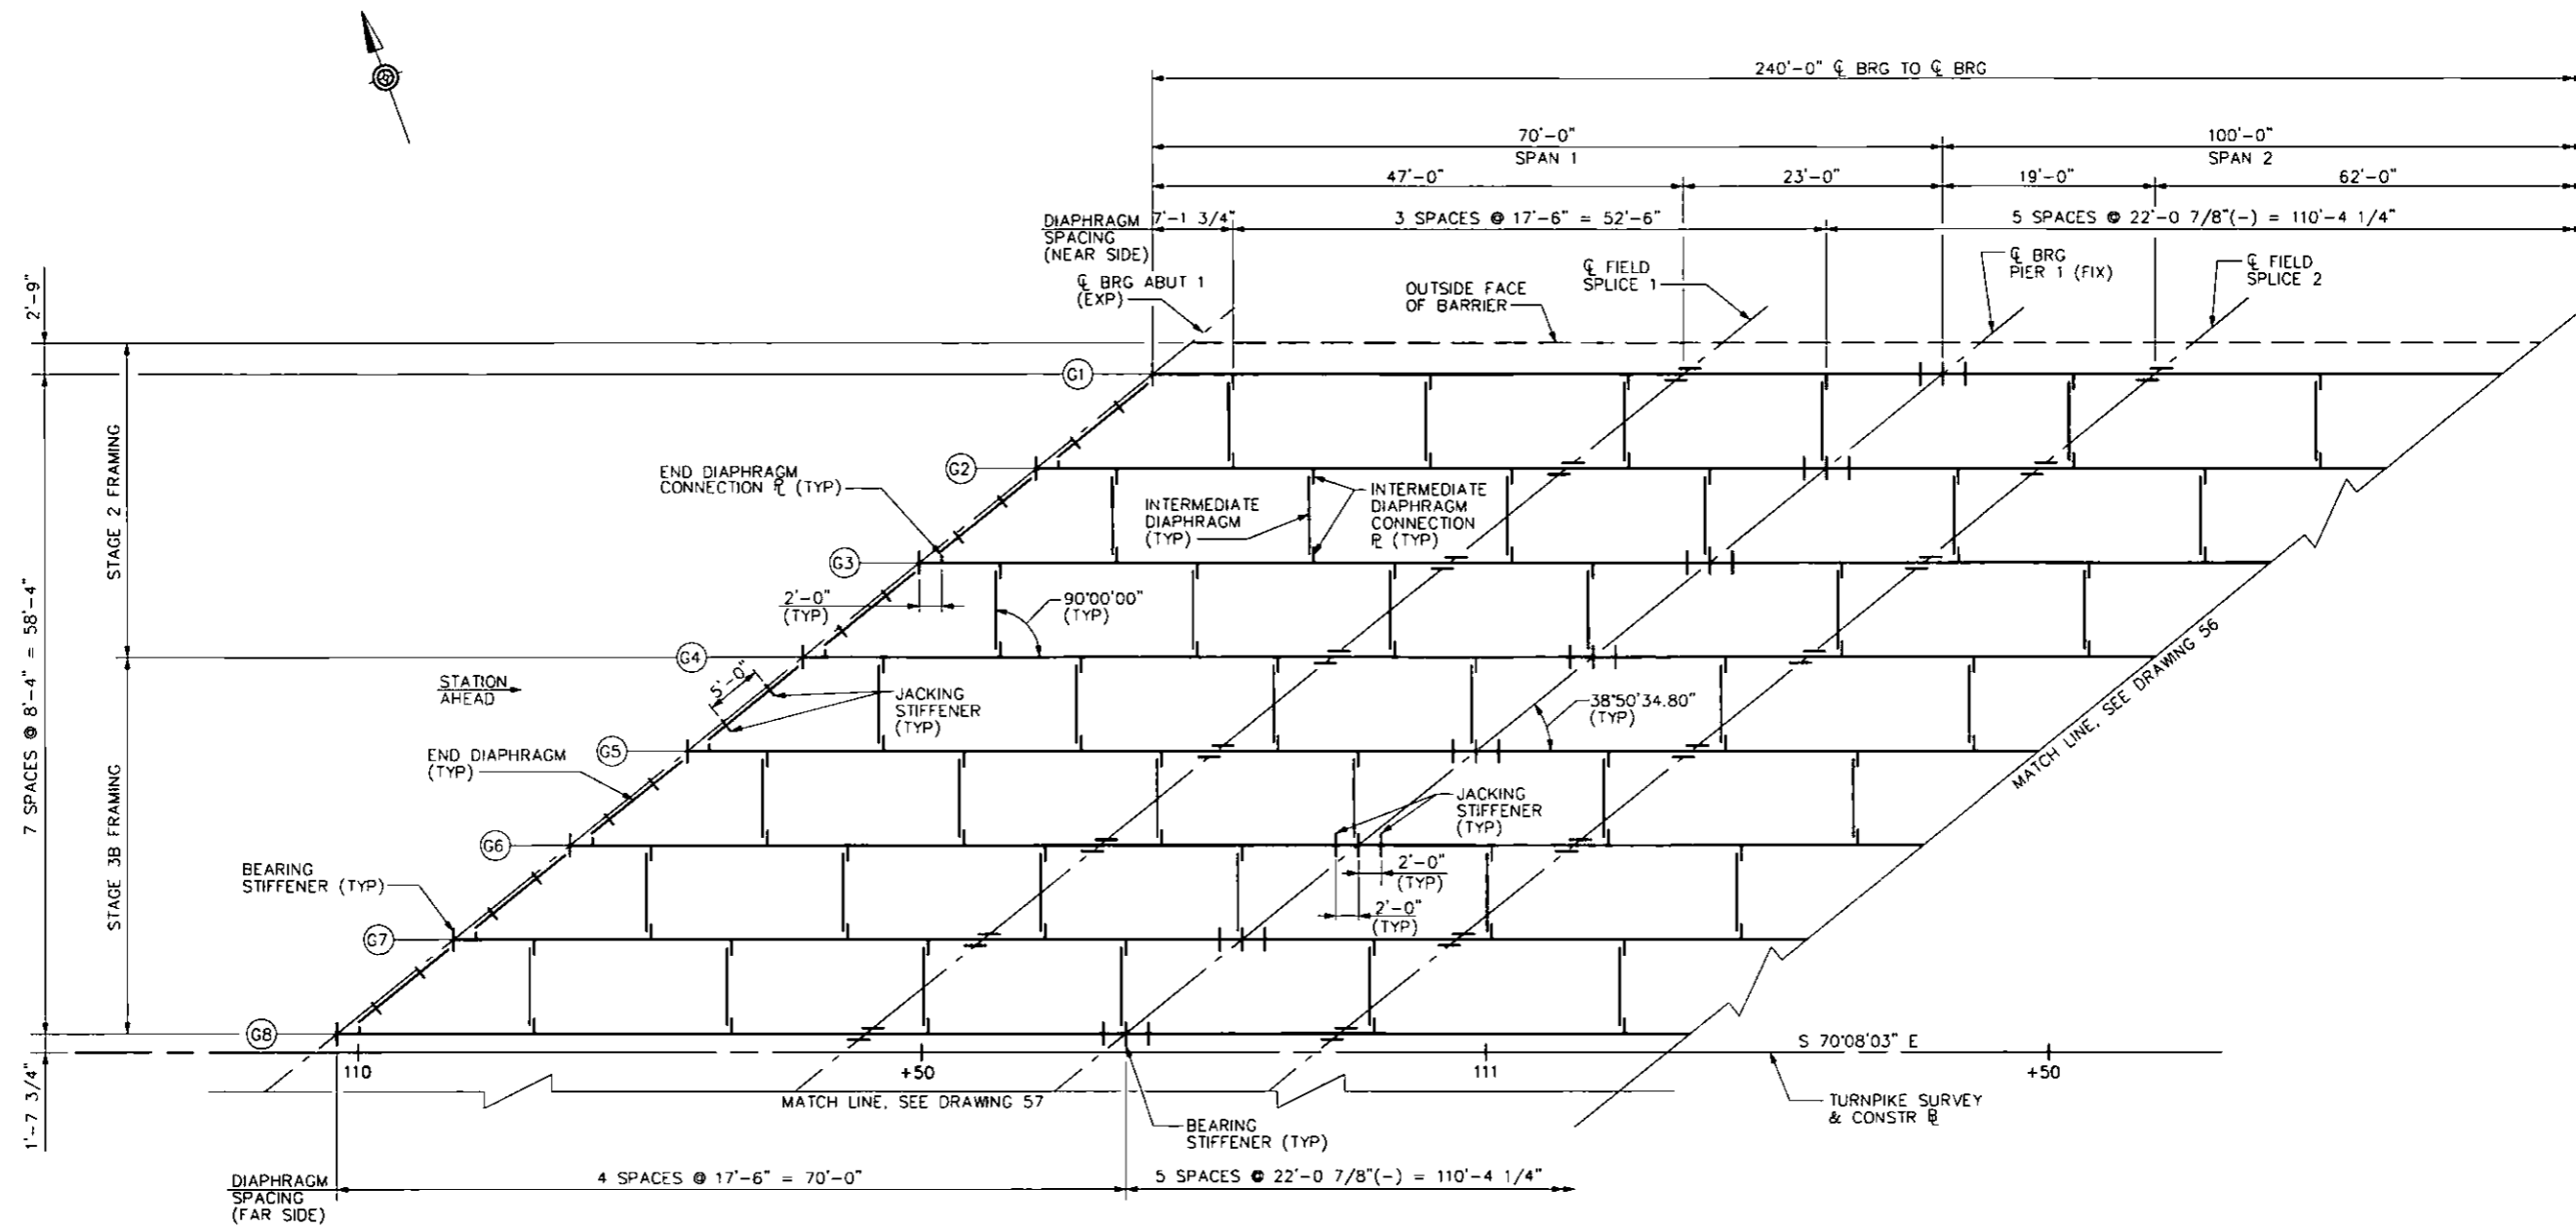 240'-0" ℄ BRG TO ℄ BRG
70'-0"
SPAN 1
100'-0"
SPAN 2
47'-0"
23'-0"
19'-0"
62'-0"
DIAPHRAGM
SPACING
(NEAR SIDE)
7'-1 3/4"
3 SPACES @ 17'-6" = 52'-6"
5 SPACES @ 22'-0 7/8"(-) = 110'-4 1/4"
℄ BRG ABUT 1
(EXP)
OUTSIDE FACE
OF BARRIER
℄ FIELD
SPLICE 1
℄ BRG
PIER 1 (FIX)
℄ FIELD
SPLICE 2
2'-9"
STAGE 2 FRAMING
7 SPACES @ 8'-4" = 58'-4"
STAGE 3B FRAMING
1'-7 3/4"
G1
G2
END DIAPHRAGM
CONNECTION ⅊ (TYP)
INTERMEDIATE
DIAPHRAGM
(TYP)
INTERMEDIATE
DIAPHRAGM
CONNECTION
⅊ (TYP)
G3
2'-0"
(TYP)
90°00'00"
(TYP)
G4
STATION
AHEAD
5'-0"
JACKING
STIFFENER
(TYP)
38°50'34.80"
(TYP)
MATCH LINE, SEE DRAWING 56
G5
END DIAPHRAGM
(TYP)
JACKING
STIFFENER
(TYP)
G6
2'-0"
(TYP)
2'-0"
(TYP)
BEARING
STIFFENER (TYP)
G7
G8
S 70°08'03" E
110
+50
111
+50
MATCH LINE, SEE DRAWING 57
TURNPIKE SURVEY
& CONSTR ℄
BEARING
STIFFENER (TYP)
DIAPHRAGM
SPACING
(FAR SIDE)
4 SPACES @ 17'-6" = 70'-0"
5 SPACES @ 22'-0 7/8"(-) = 110'-4 1/4"